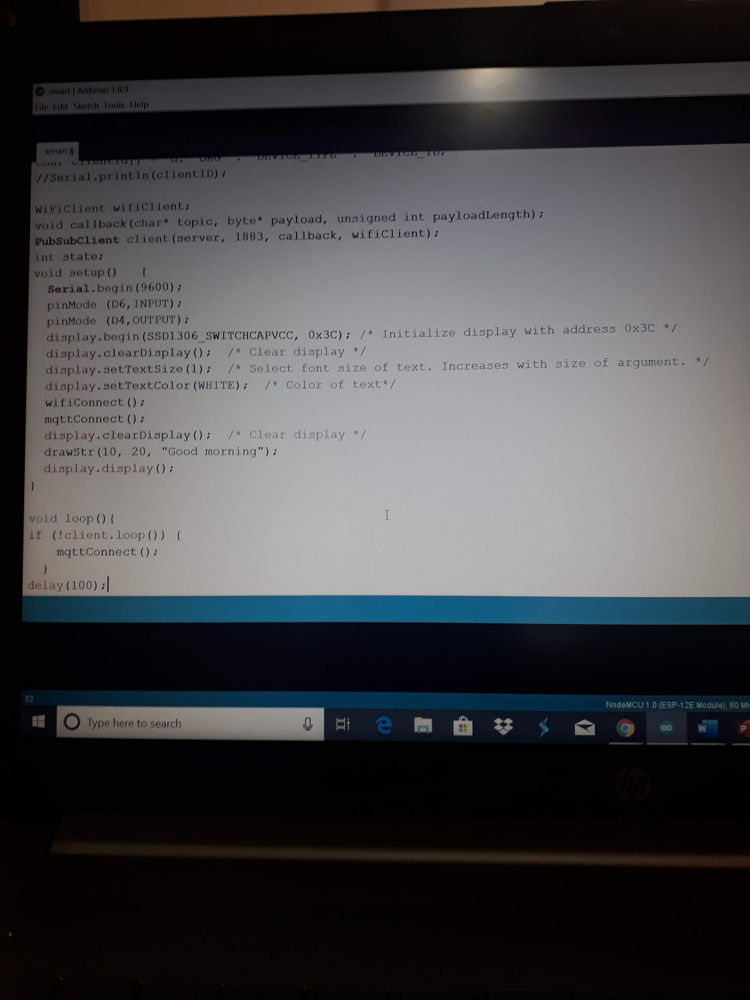 smart | Arduino 1.8.9
File Edit Sketch Tools Help
smart §
ORG DEVICE_TYPE DEVICE_ID;
//Serial.println(clientID);
WiFiClient wifiClient;
void callback(char* topic, byte* payload, unsigned int payloadLength);
PubSubClient client(server, 1883, callback, wifiClient);
int state;
void setup()   {
  Serial.begin(9600);
  pinMode (D6,INPUT);
  pinMode (D4,OUTPUT);
  display.begin(SSD1306_SWITCHCAPVCC, 0x3C); /* Initialize display with address 0x3C */
  display.clearDisplay();  /* Clear display */
  display.setTextSize(1);  /* Select font size of text. Increases with size of argument. */
  display.setTextColor(WHITE);  /* Color of text*/
  wifiConnect();
  mqttConnect();
  display.clearDisplay();  /* Clear display */
  drawStr(10, 20, "Good morning");
  display.display();
}
void loop(){
if (!client.loop()) {
    mqttConnect();
  }
delay(100);
52
NodeMCU 1.0 (ESP-12E Module), 80 MH
Type here to search
W
P
hp